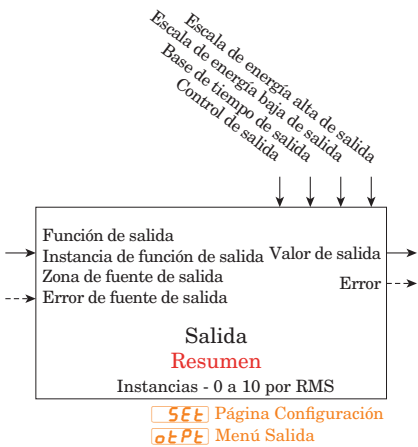 Escala de energía alta de salida
Escala de energía baja de salida
Base de tiempo de salida
Control de salida
Función de salida
Instancia de función de salida Valor de salida
Zona de fuente de salida
Error
Error de fuente de salida
Salida
Resumen
Instancias - 0 a 10 por RMS
SEt Página Configuración
otPt Menú Salida